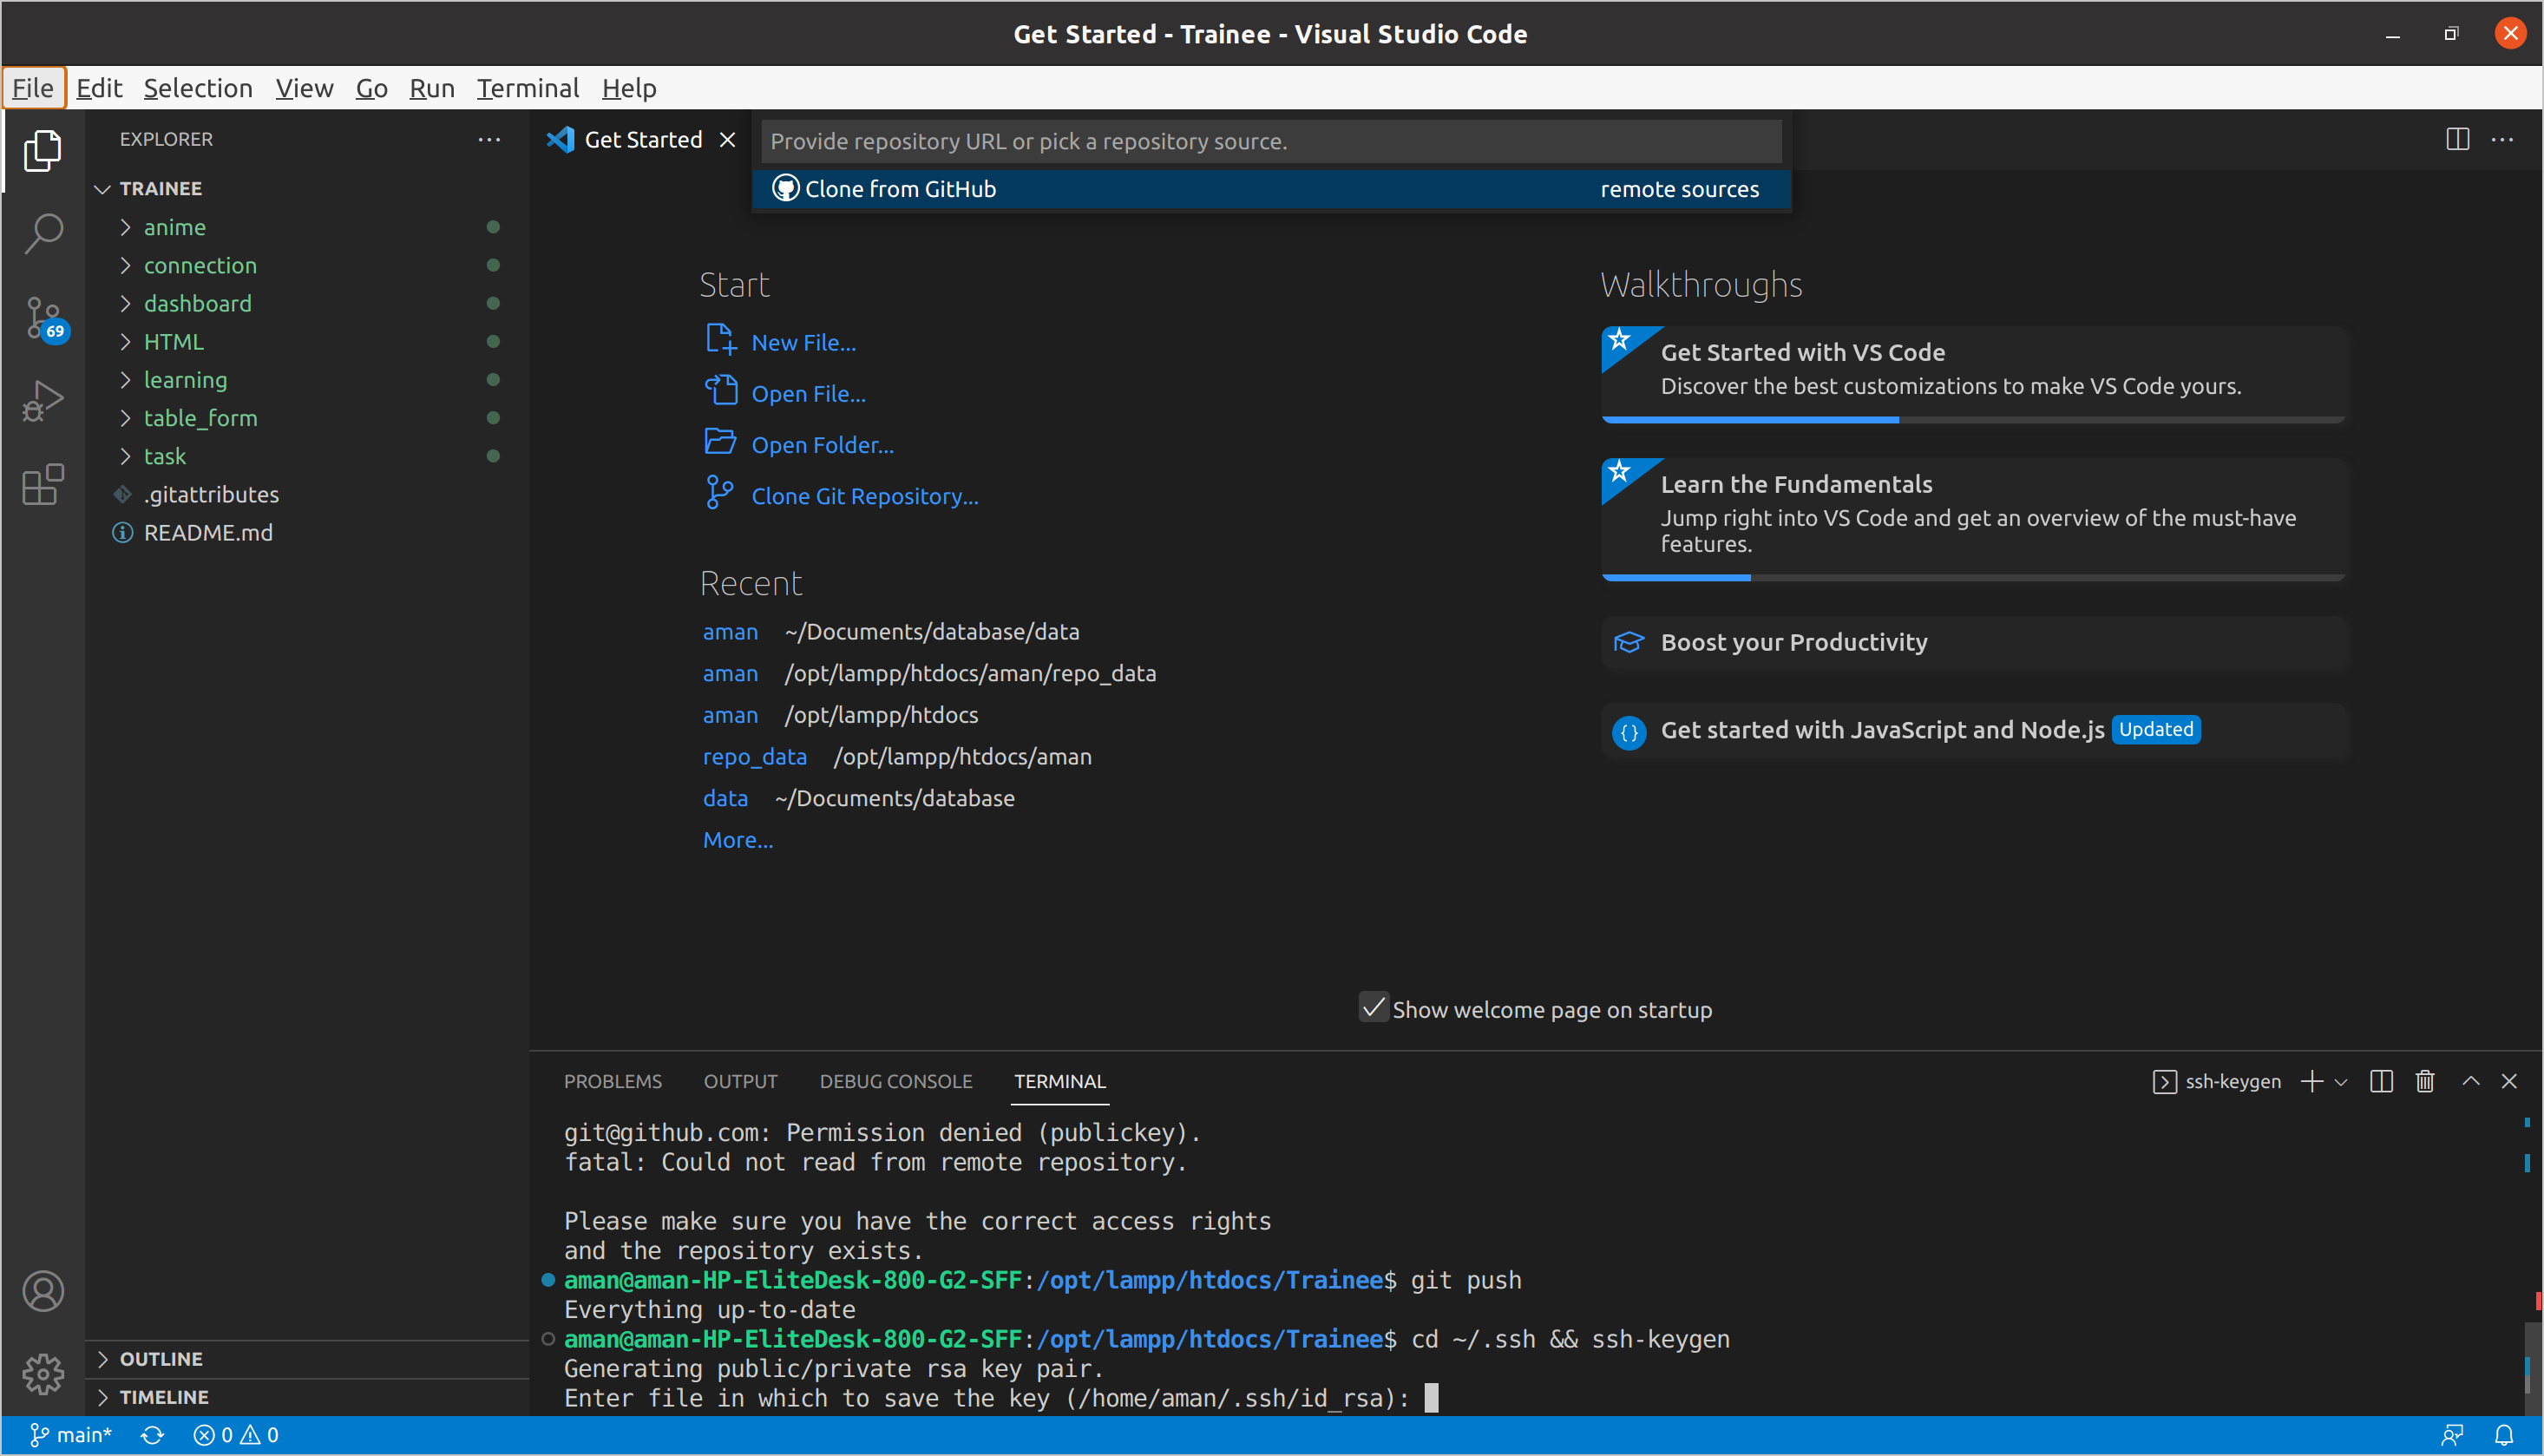 Get Started - Trainee - Visual Studio Code
File Edit Selection View Go Run Terminal Help
EXPLORER
TRAINEE
anime
connection
dashboard
HTML
learning
table_form
task
.gitattributes
README.md
OUTLINE
TIMELINE
69
Get Started
Provide repository URL or pick a repository source.
Clone from GitHub remote sources
Start
New File...
Open File...
Open Folder...
Clone Git Repository...
Recent
aman ~/Documents/database/data
aman /opt/lampp/htdocs/aman/repo_data
aman /opt/lampp/htdocs
repo_data /opt/lampp/htdocs/aman
data ~/Documents/database
More...
Walkthroughs
Get Started with VS Code
Discover the best customizations to make VS Code yours.
Learn the Fundamentals
Jump right into VS Code and get an overview of the must-have
features.
Boost your Productivity
Get started with JavaScript and Node.js Updated
Show welcome page on startup
PROBLEMS OUTPUT DEBUG CONSOLE TERMINAL ssh-keygen
git@github.com: Permission denied (publickey).
fatal: Could not read from remote repository.
Please make sure you have the correct access rights
and the repository exists.
aman@aman-HP-EliteDesk-800-G2-SFF:/opt/lampp/htdocs/Trainee$ git push
Everything up-to-date
aman@aman-HP-EliteDesk-800-G2-SFF:/opt/lampp/htdocs/Trainee$ cd ~/.ssh && ssh-keygen
Generating public/private rsa key pair.
Enter file in which to save the key (/home/aman/.ssh/id_rsa):
main* 0 0